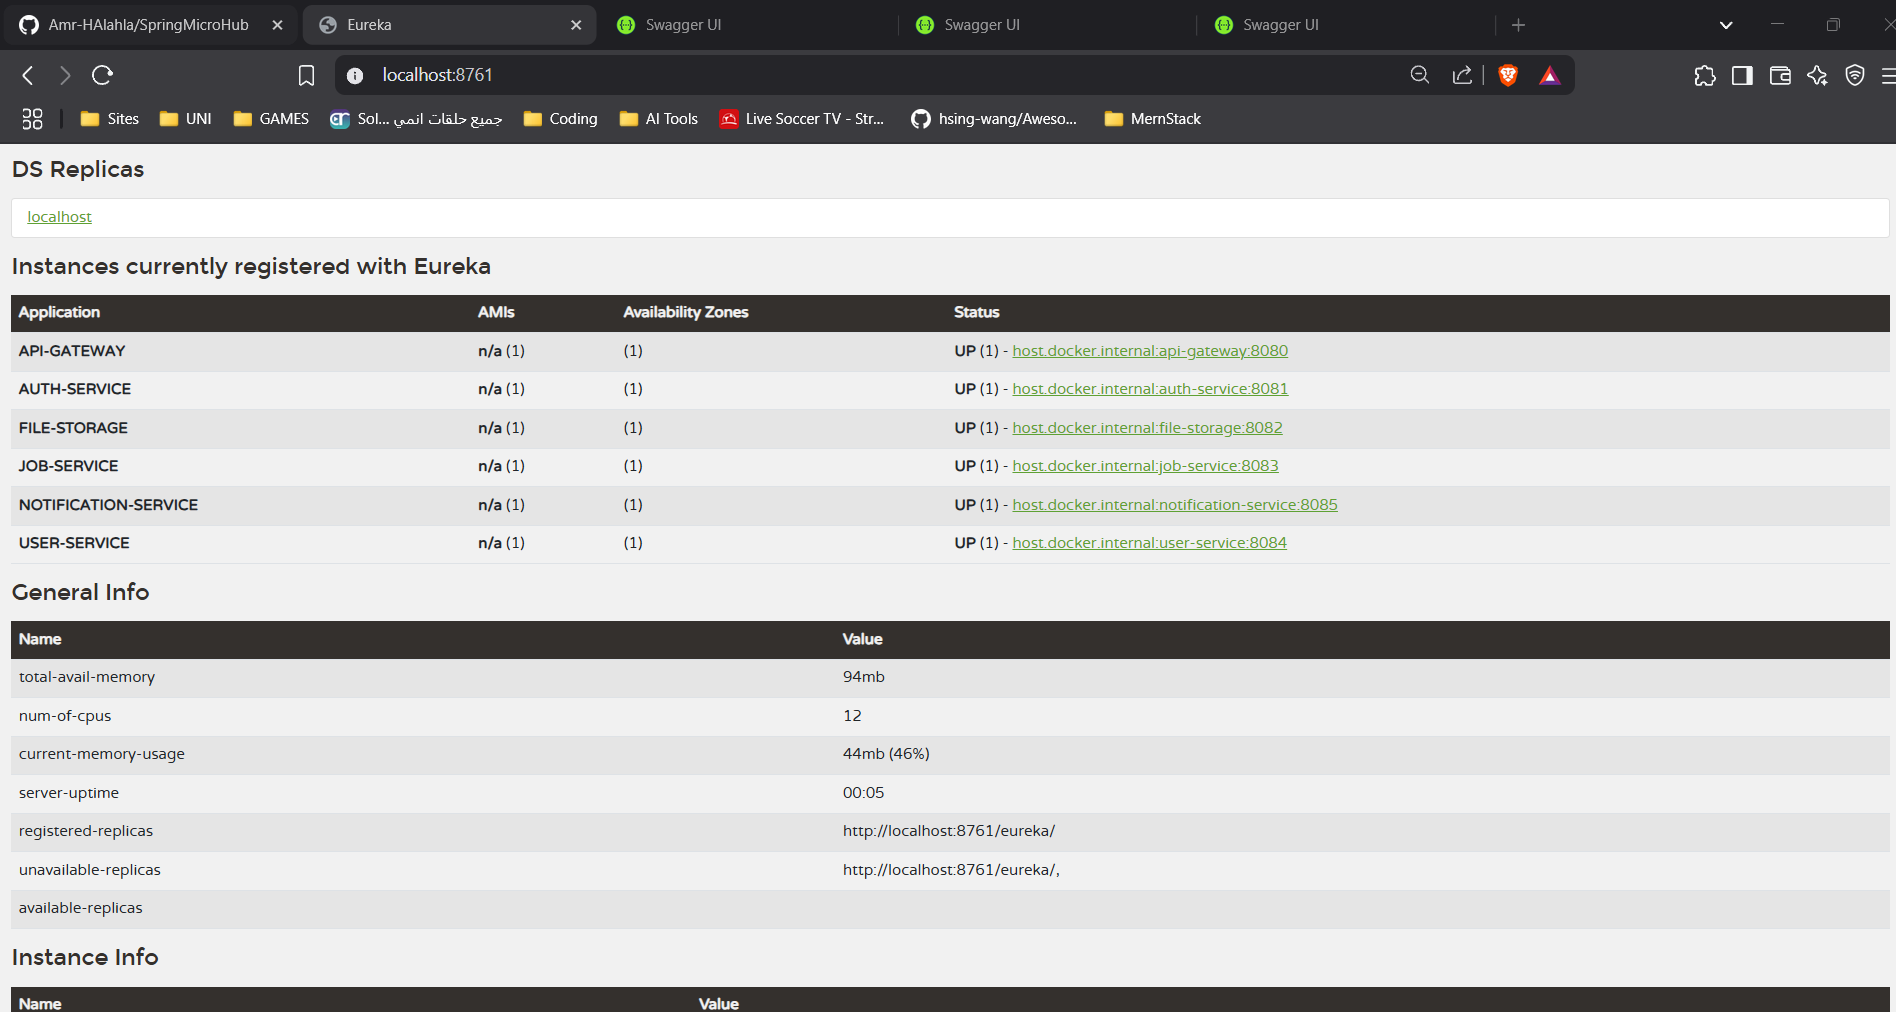 Amr-HAlahla/SpringMicroHub
Eureka
Swagger UI
Swagger UI
Swagger UI
localhost:8761
Sites
UNI
GAMES
Sol... جميع حلقات انمي
Coding
AI Tools
Live Soccer TV - Str...
hsing-wang/Aweso...
MernStack
DS Replicas
localhost
Instances currently registered with Eureka
Application AMIs Availability Zones Status
API-GATEWAY n/a (1) (1) UP (1) - host.docker.internal:api-gateway:8080
AUTH-SERVICE n/a (1) (1) UP (1) - host.docker.internal:auth-service:8081
FILE-STORAGE n/a (1) (1) UP (1) - host.docker.internal:file-storage:8082
JOB-SERVICE n/a (1) (1) UP (1) - host.docker.internal:job-service:8083
NOTIFICATION-SERVICE n/a (1) (1) UP (1) - host.docker.internal:notification-service:8085
USER-SERVICE n/a (1) (1) UP (1) - host.docker.internal:user-service:8084
General Info
Name Value
total-avail-memory 94mb
num-of-cpus 12
current-memory-usage 44mb (46%)
server-uptime 00:05
registered-replicas http://localhost:8761/eureka/
unavailable-replicas http://localhost:8761/eureka/,
available-replicas
Instance Info
Name Value